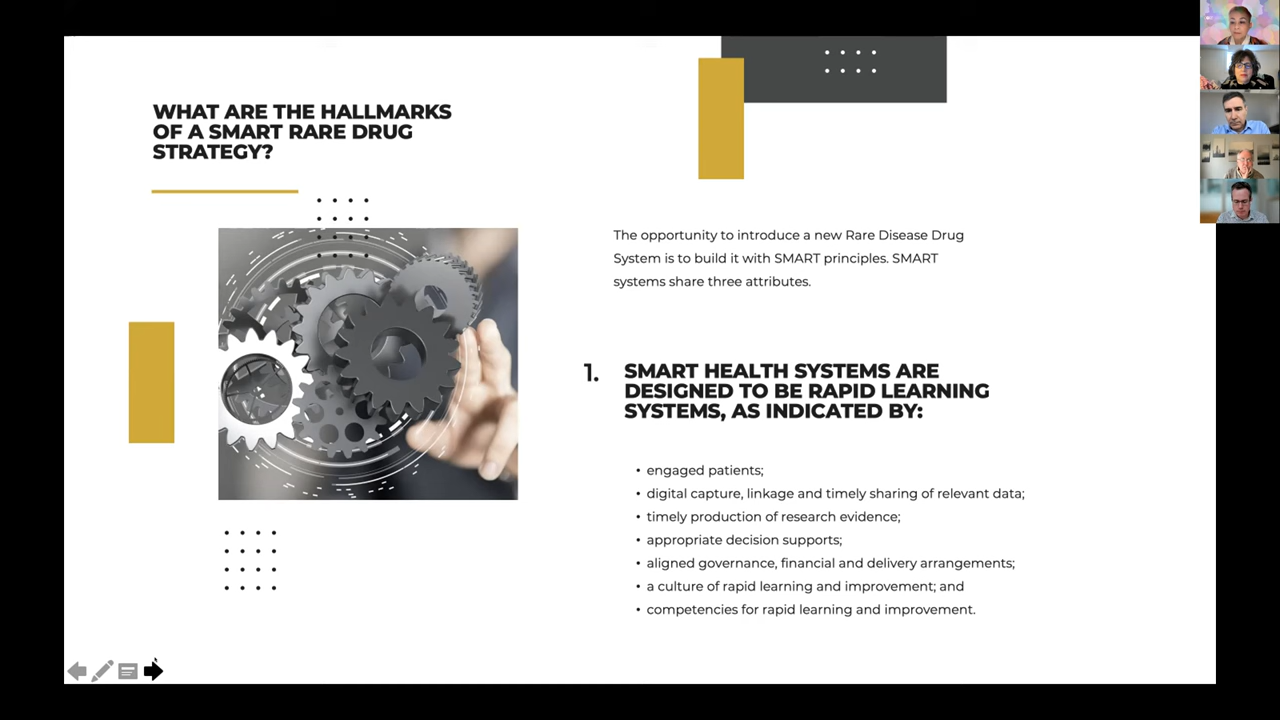 WHAT ARE THE HALLMARKS
OF A SMART RARE DRUG
STRATEGY?
The opportunity to introduce a new Rare Disease Drug
System is to build it with SMART principles. SMART
systems share three attributes.
1. SMART HEALTH SYSTEMS ARE
DESIGNED TO BE RAPID LEARNING
SYSTEMS, AS INDICATED BY:
• engaged patients;
• digital capture, linkage and timely sharing of relevant data;
• timely production of research evidence;
• appropriate decision supports;
• aligned governance, financial and delivery arrangements;
• a culture of rapid learning and improvement; and
• competencies for rapid learning and improvement.